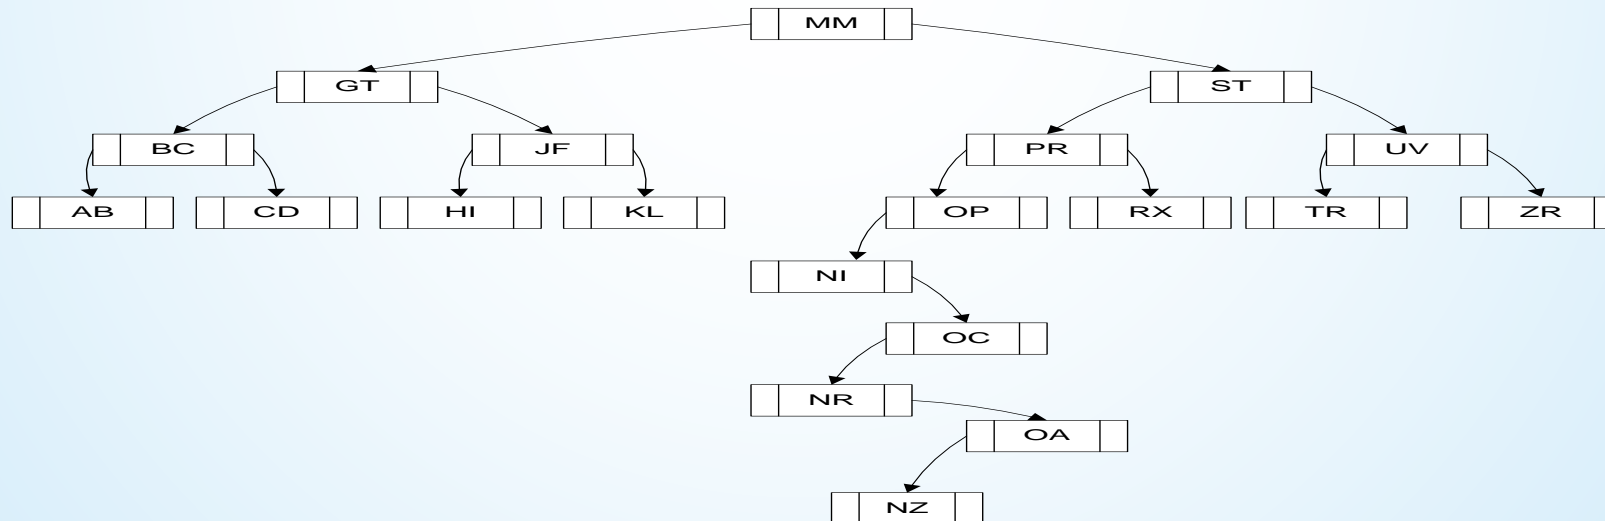 MM
GT ST
BC JF PR UV
AB CD HI KL OP RX TR ZR
NI
OC
NR
OA
NZ